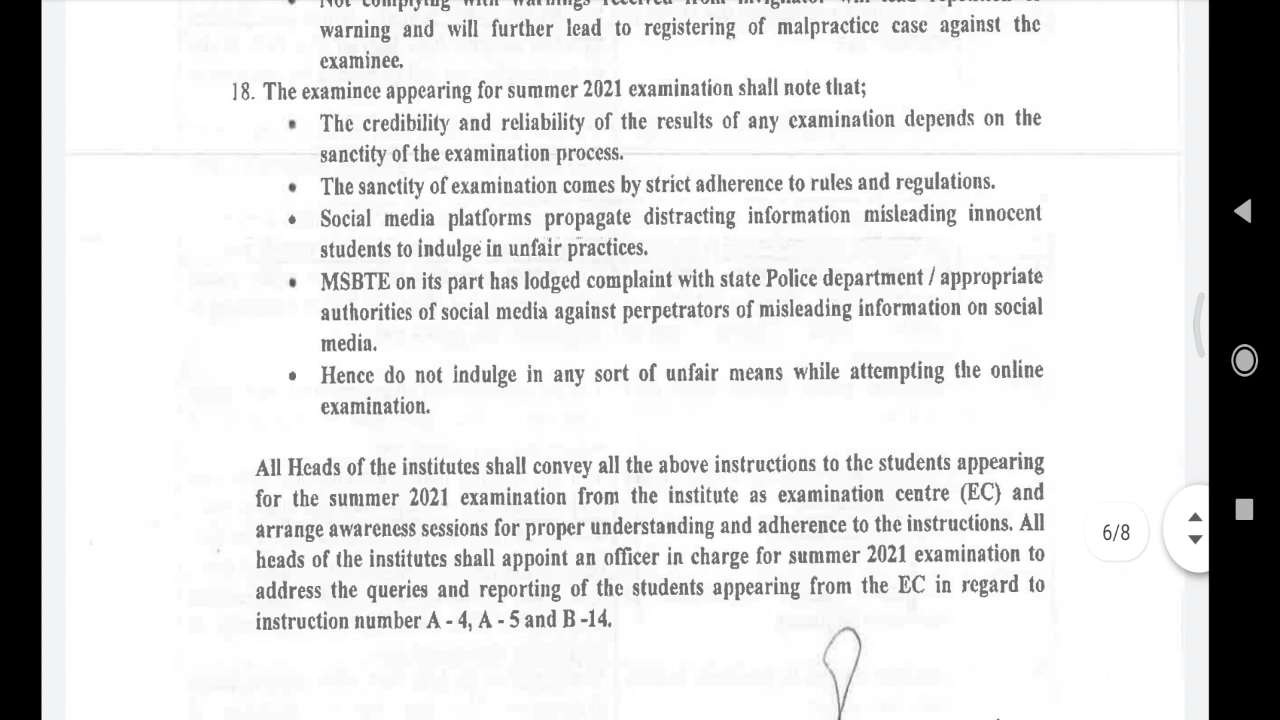 warning and will further lead to registering of malpractice case against the
examinee.
18. The examinee appearing for summer 2021 examination shall note that;
• The credibility and reliability of the results of any examination depends on the
sanctity of the examination process.
• The sanctity of examination comes by strict adherence to rules and regulations.
• Social media platforms propagate distracting information misleading innocent
students to indulge in unfair practices.
• MSBTE on its part has lodged complaint with state Police department / appropriate
authorities of social media against perpetrators of misleading information on social
media.
• Hence do not indulge in any sort of unfair means while attempting the online
examination.
All Heads of the institutes shall convey all the above instructions to the students appearing
for the summer 2021 examination from the institute as examination centre (EC) and
arrange awareness sessions for proper understanding and adherence to the instructions. All
heads of the institutes shall appoint an officer in charge for summer 2021 examination to
address the queries and reporting of the students appearing from the EC in regard to
instruction number A - 4, A - 5 and B -14.
6/8